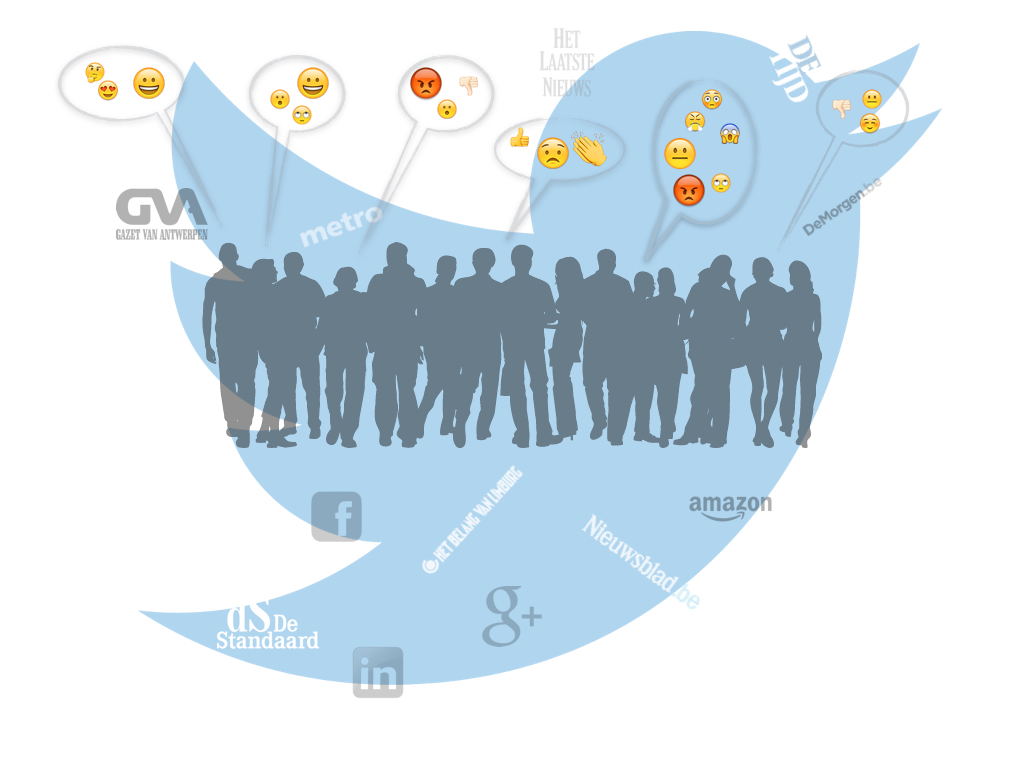 HET
LAATSTE
NIEUWS
DE
TIJD
GVA
GAZET VAN ANTWERPEN
metro
DeMorgen.be
f
HET BELANG VAN LIMBURG
amazon
Nieuwsblad.be
g+
dS De
Standaard
in